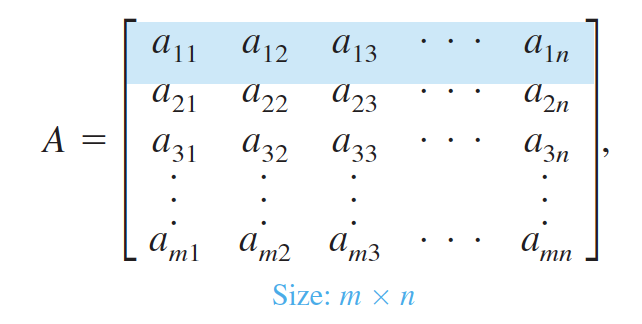 a₁₁ a₁₂ a₁₃ · · · a₁ₙ
a₂₁ a₂₂ a₂₃ · · · a₂ₙ
A = a₃₁ a₃₂ a₃₃ · · · a₃ₙ ,
⋮ ⋮ ⋮ ⋮
aₘ₁ aₘ₂ aₘ₃ · · · aₘₙ
Size: m × n